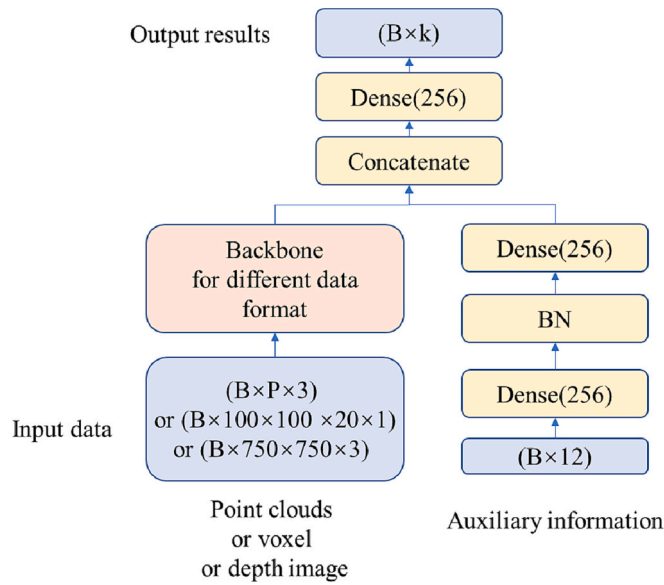 Output results
(B×k)
Dense(256)
Concatenate
Backbone
for different data
format
Dense(256)
BN
Dense(256)
(B×12)
Input data
(B×P×3)
or (B×100×100 ×20×1)
or (B×750×750×3)
Point clouds
or voxel
or depth image
Auxiliary information